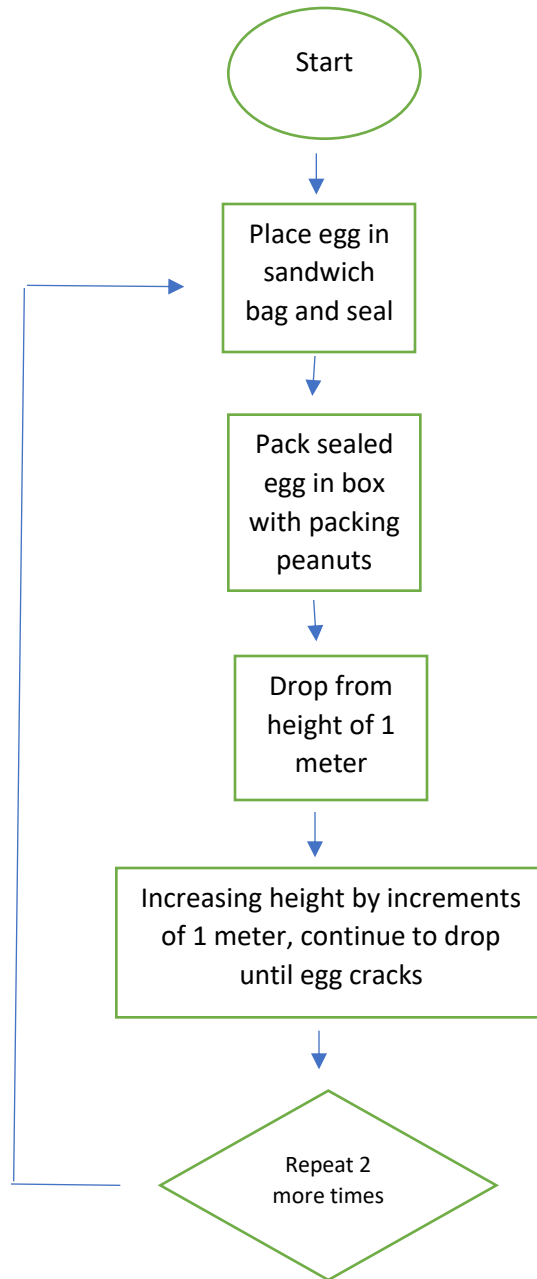 Start
Place egg in
sandwich
bag and seal
Pack sealed
egg in box
with packing
peanuts
Drop from
height of 1
meter
Increasing height by increments
of 1 meter, continue to drop
until egg cracks
Repeat 2
more times